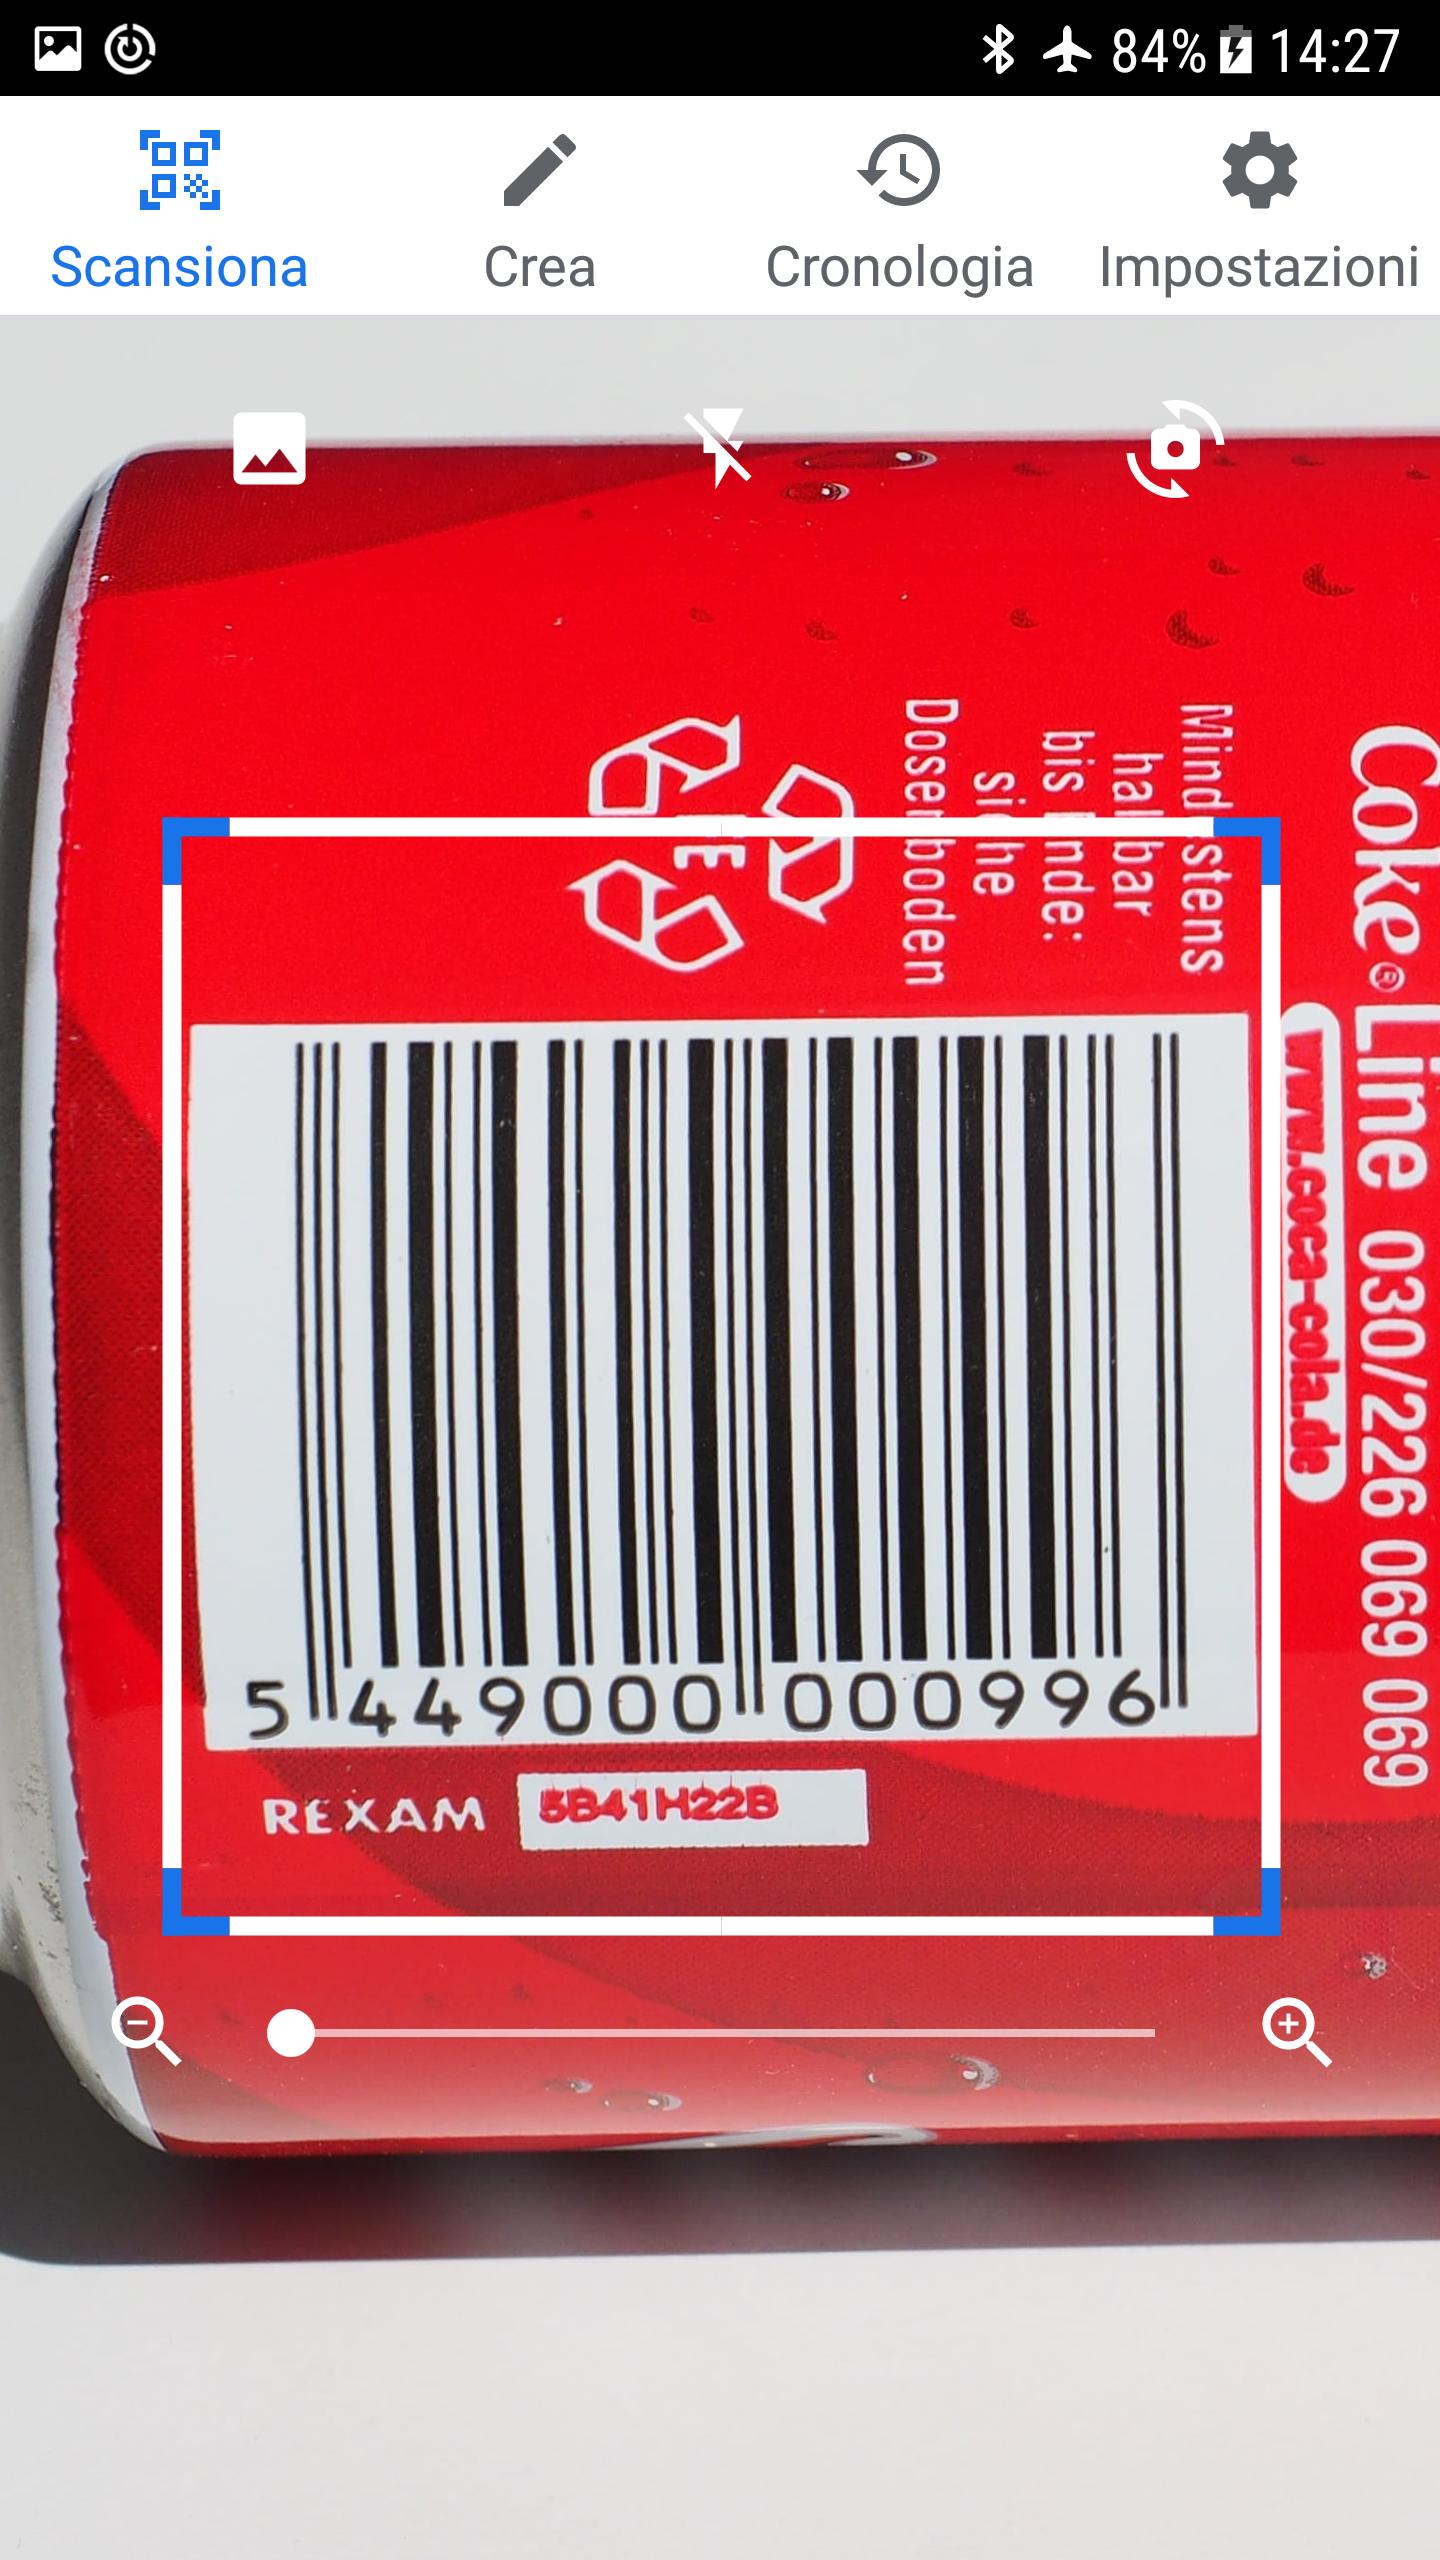 84% 14:27
Scansiona Crea Cronologia Impostazioni
Mindestens
haltbar
bis Ende:
siehe
Dosenboden
Coke® Line 030/226 069 069
www.coca-cola.de
5 449000 000996
REXAM 5B41H22B